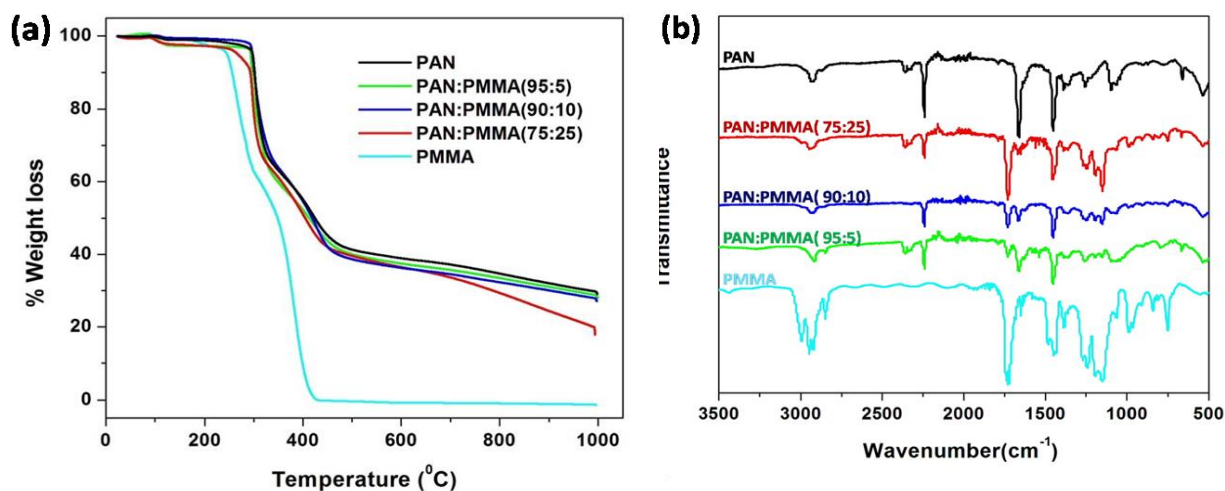 (a)
100
80
60
40
20
0
% Weight loss
0
200
400
600
800
1000
Temperature (⁰C)
PAN
PAN:PMMA(95:5)
PAN:PMMA(90:10)
PAN:PMMA(75:25)
PMMA
(b)
Transmittance
PAN
PAN:PMMA( 75:25)
PAN:PMMA( 90:10)
PAN:PMMA( 95:5)
PMMA
3500
3000
2500
2000
1500
1000
500
Wavenumber(cm⁻¹)